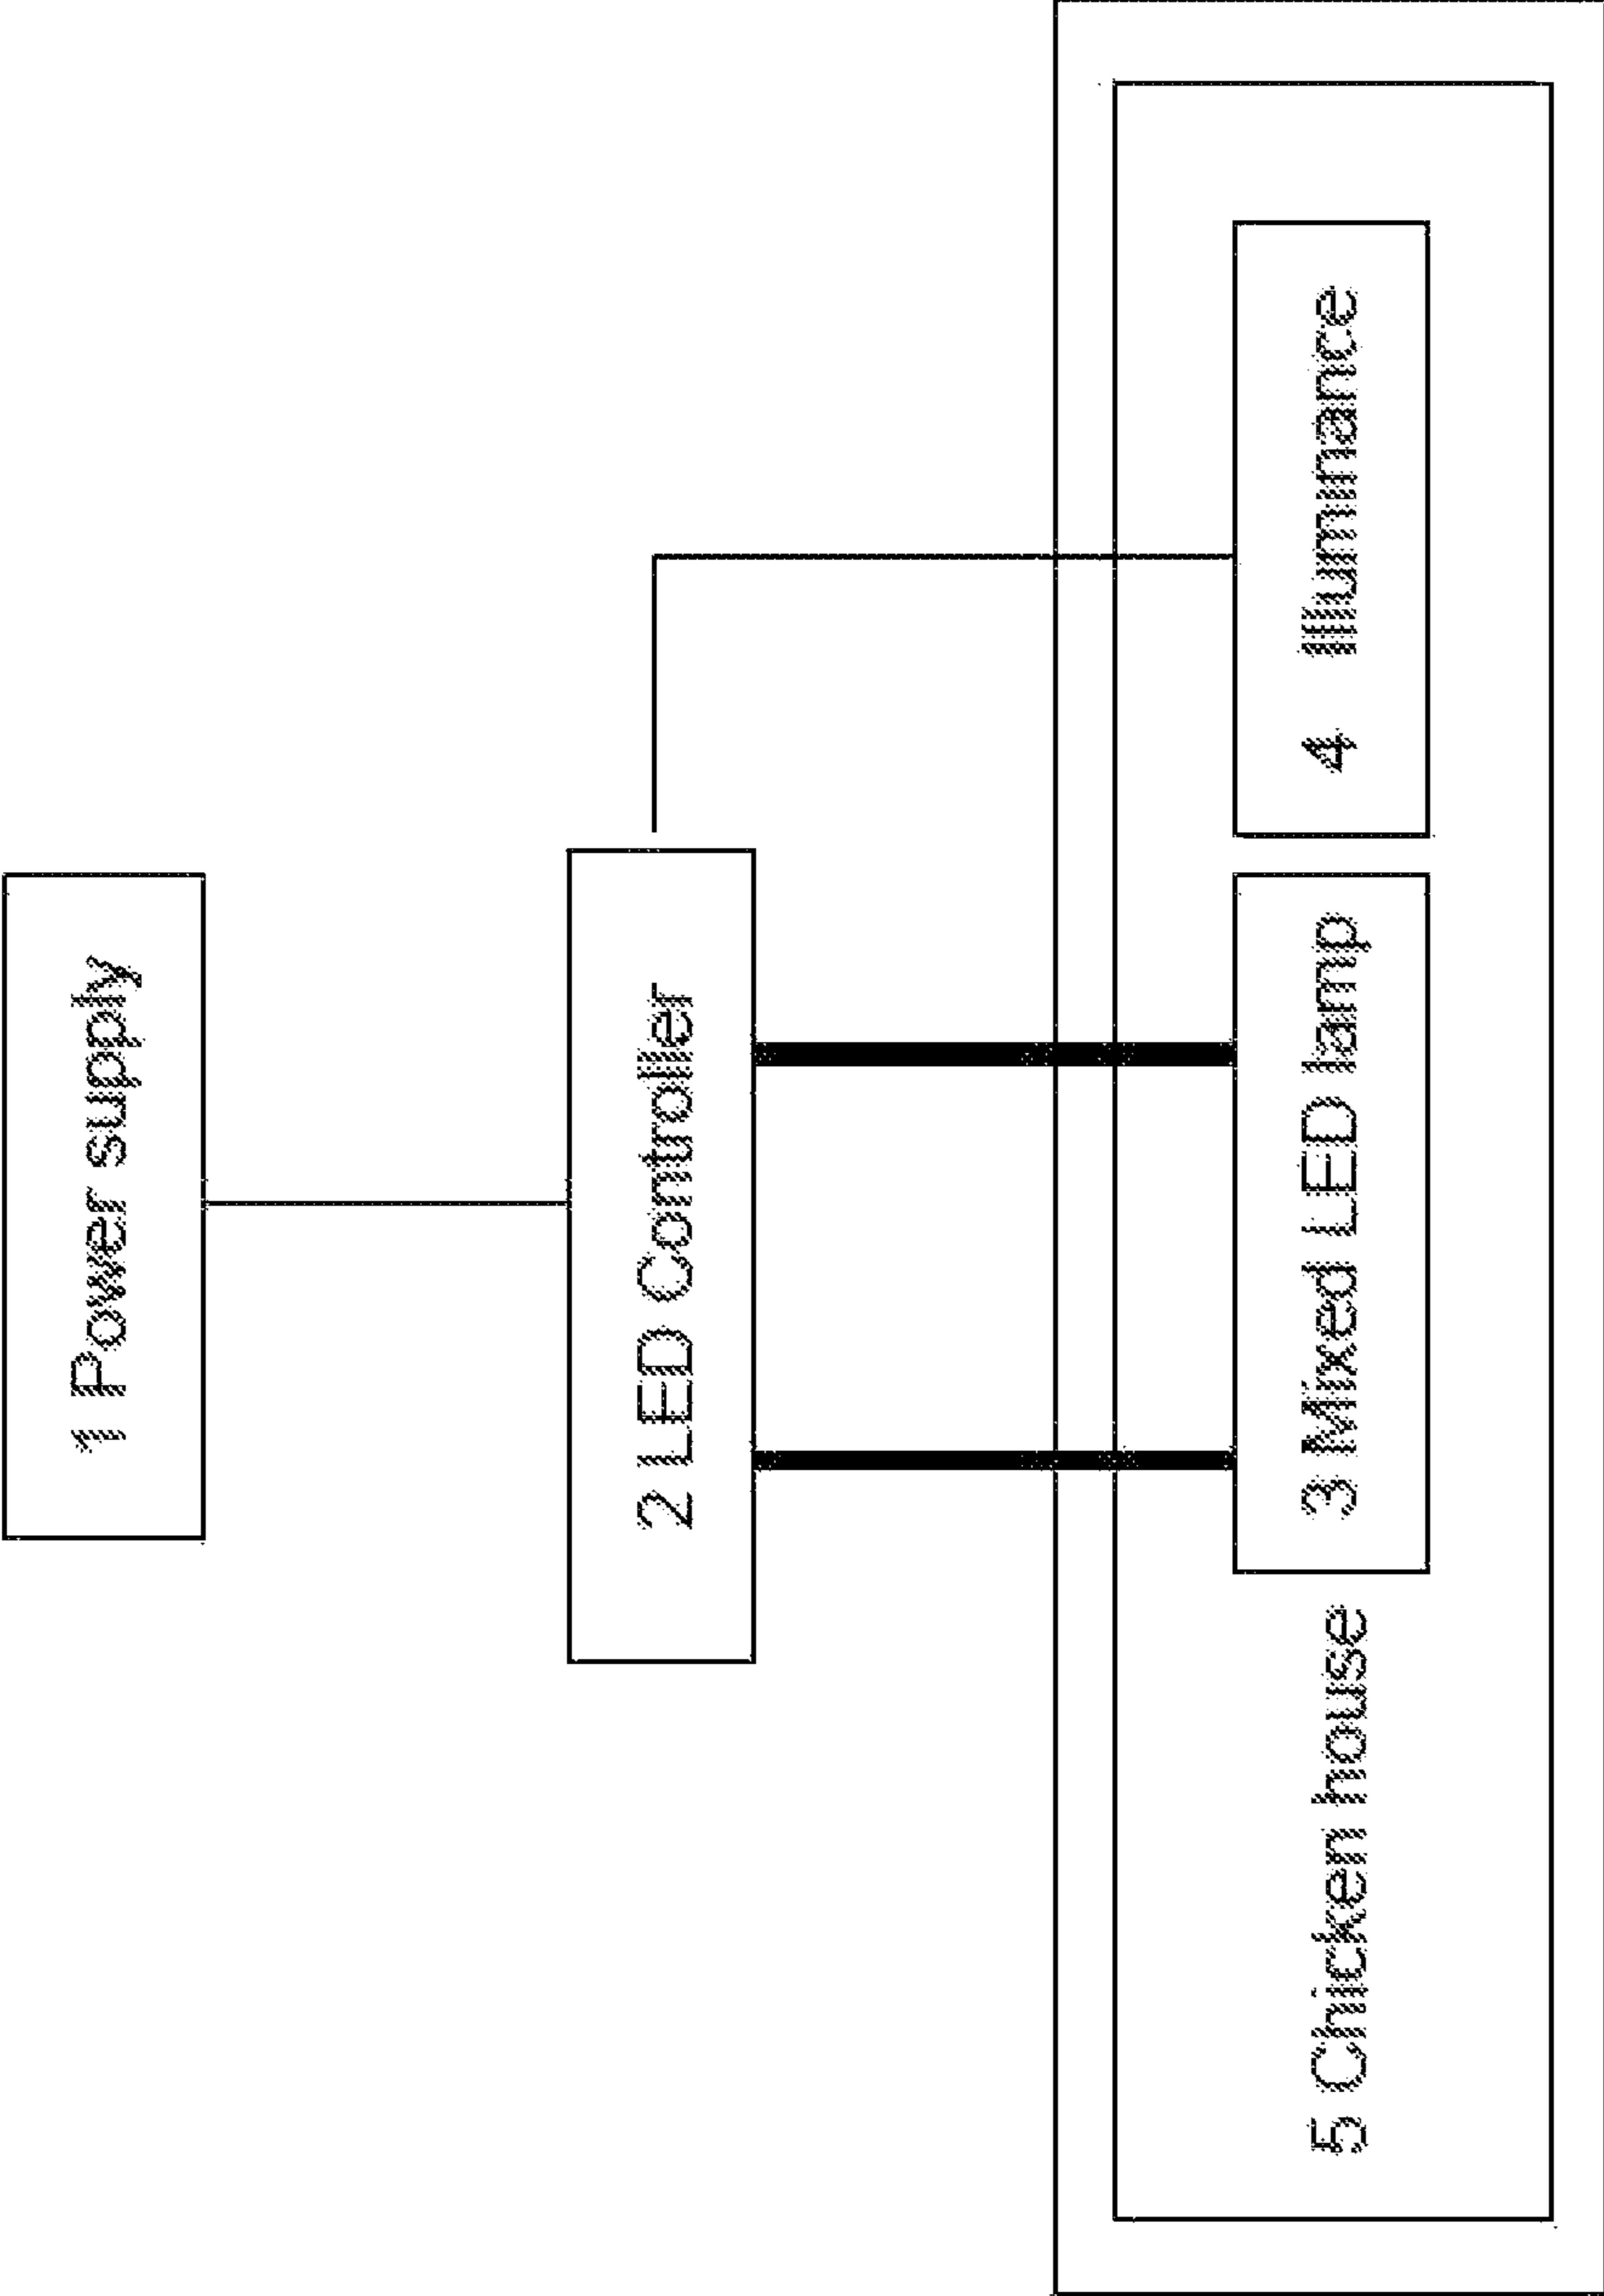 1 Power supply
2 LED Controller
5 Chicken house
3 Mixed LED lamp
4 Illuminance